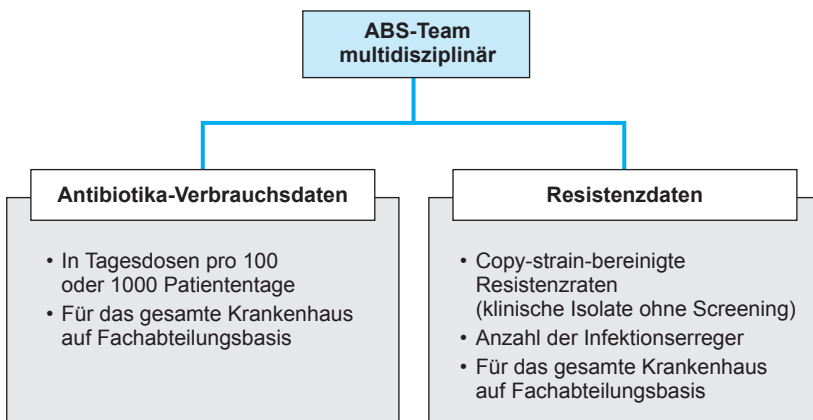 ABS-Team
multidisziplinär
Antibiotika-Verbrauchsdaten
• In Tagesdosen pro 100
oder 1000 Patiententage
• Für das gesamte Krankenhaus
auf Fachabteilungsbasis
Resistenzdaten
• Copy-strain-bereinigte
Resistenzraten
(klinische Isolate ohne Screening)
• Anzahl der Infektionserreger
• Für das gesamte Krankenhaus
auf Fachabteilungsbasis